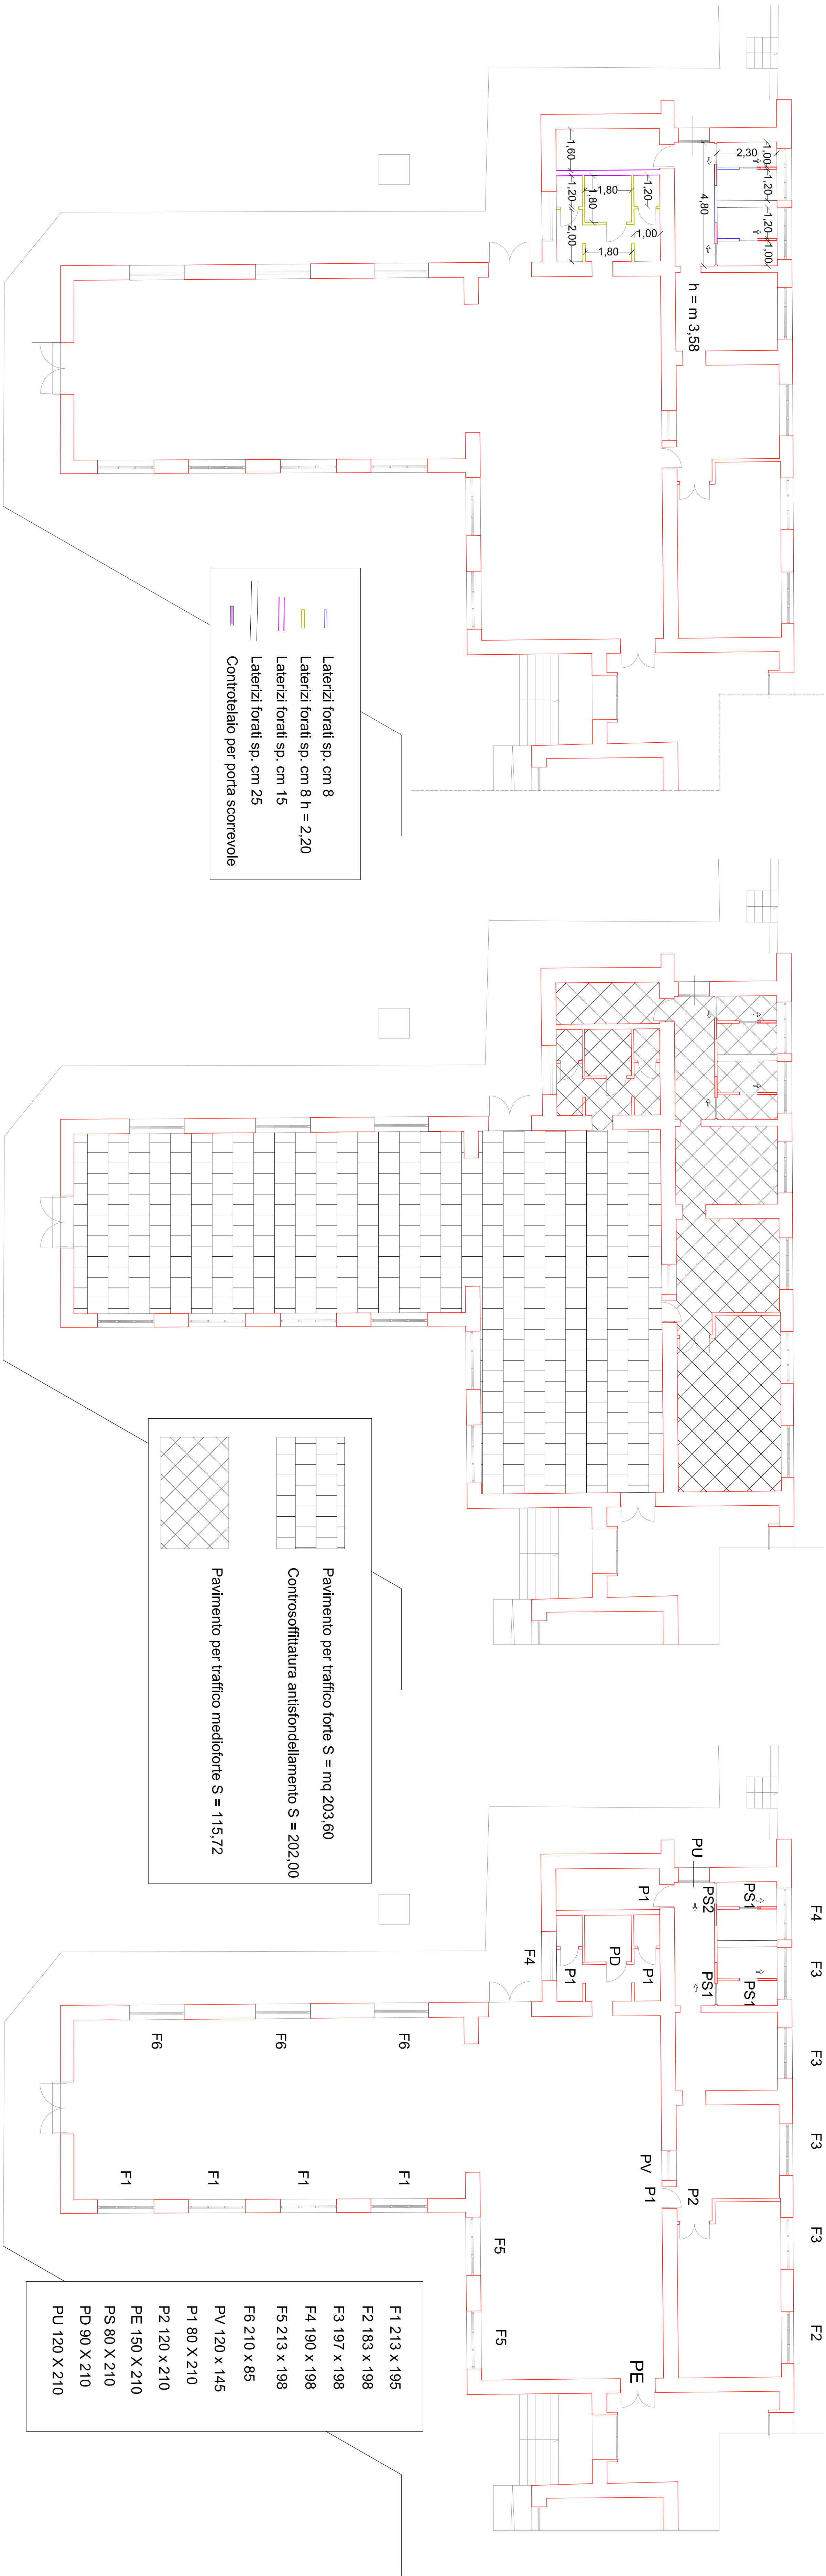 1,60
1,20
1,80
1,80
1,20
2,00
1,80
1,00
4,80
2,30
1,00
1,20
1,20
1,00
h = m 3,58
Laterizi forati sp. cm 8
Laterizi forati sp. cm 8 h = 2,20
Laterizi forati sp. cm 15
Laterizi forati sp. cm 25
Controtelaio per porta scorrevole
Pavimento per traffico forte S = mq 203,60
Controsoffittatura antisfondellamento S = 202,00
Pavimento per traffico medioforte S = 115,72
F4
F3
F3
F3
F3
F2
PU
PS2
PS1
PS1
PS1
P1
P1
PD
P1
F4
PV
P1
P2
F6
F6
F6
F1
F1
F1
F1
F5
F5
PE
F1 213 x 195
F2 183 x 198
F3 197 x 198
F4 190 x 198
F5 213 x 198
F6 210 x 85
PV 120 x 145
P1 80 X 210
P2 120 x 210
PE 150 X 210
PS 80 X 210
PD 90 X 210
PU 120 X 210